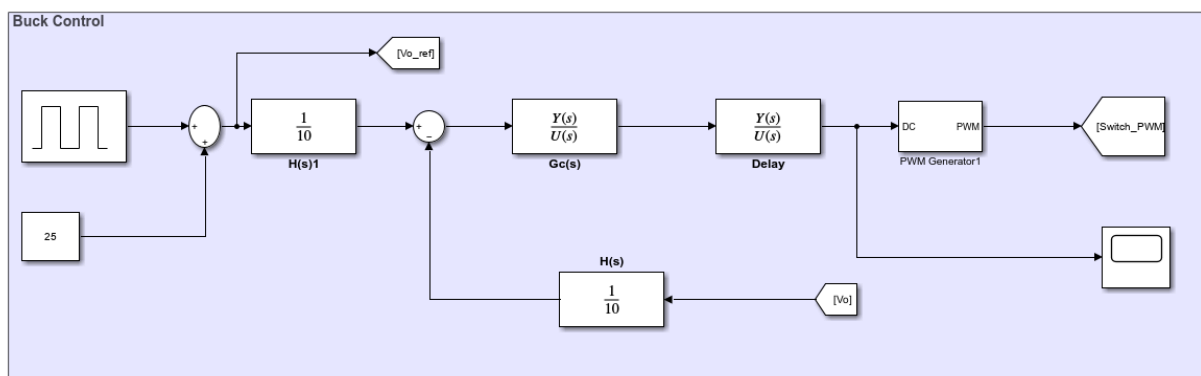 Buck Control
[Vo_ref]
1
10
H(s)1
+
+
+
−
Y(s)
U(s)
Gc(s)
Y(s)
U(s)
Delay
DC
PWM
PWM Generator1
[Switch_PWM]
25
H(s)
1
10
[Vo]